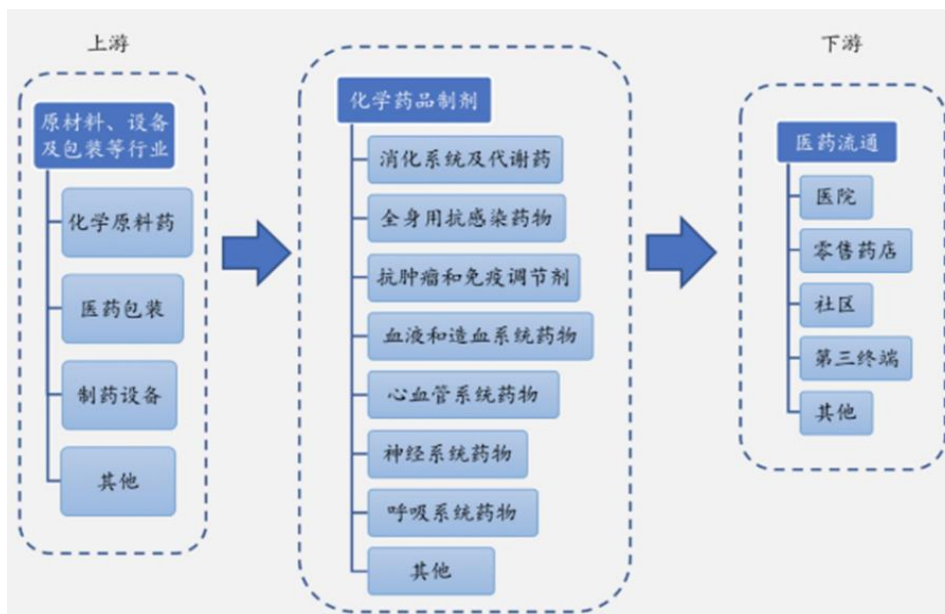 上游
原材料、设备
及包装等行业
化学原料药
医药包装
制药设备
其他
化学药品制剂
消化系统及代谢药
全身用抗感染药物
抗肿瘤和免疫调节剂
血液和造血系统药物
心血管系统药物
神经系统药物
呼吸系统药物
其他
下游
医药流通
医院
零售药店
社区
第三终端
其他